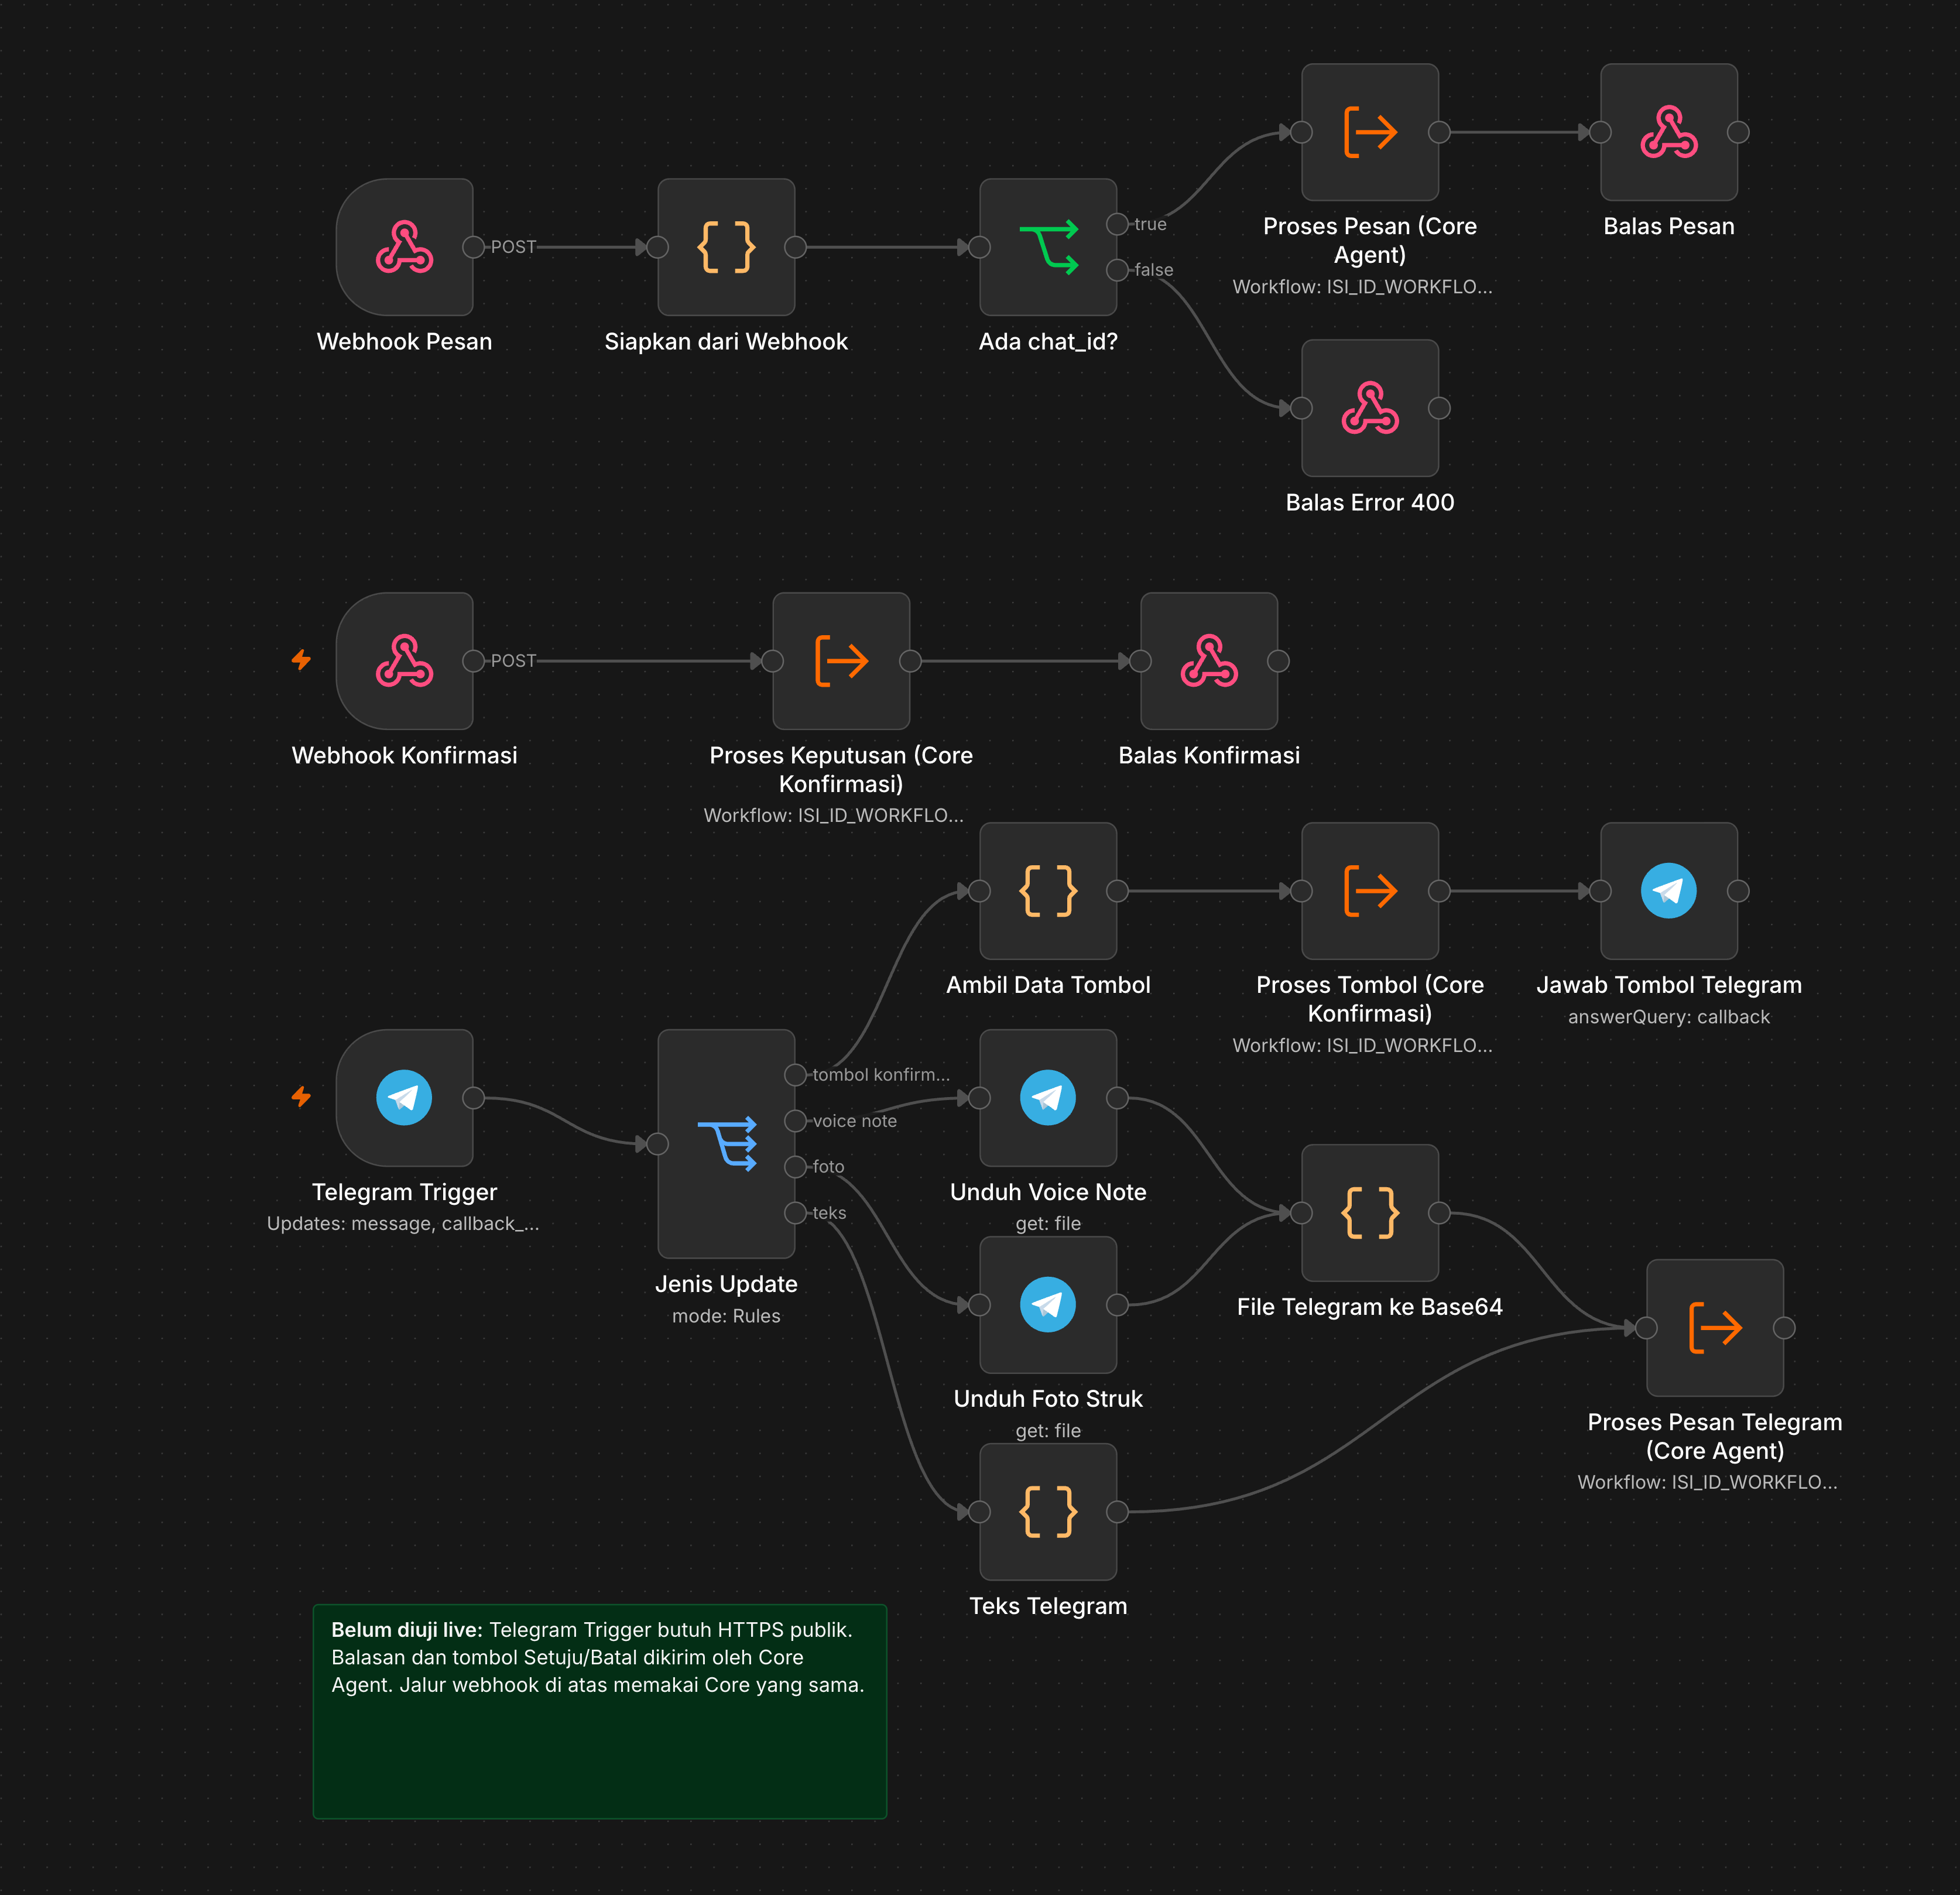 POST
true
false
Webhook Pesan
Siapkan dari Webhook
Ada chat_id?
Proses Pesan (Core
Agent)
Workflow: ISI_ID_WORKFLO...
Balas Pesan
Balas Error 400
POST
Webhook Konfirmasi
Proses Keputusan (Core
Konfirmasi)
Workflow: ISI_ID_WORKFLO...
Balas Konfirmasi
Ambil Data Tombol
Proses Tombol (Core
Konfirmasi)
Workflow: ISI_ID_WORKFLO...
Jawab Tombol Telegram
answerQuery: callback
Telegram Trigger
Updates: message, callback_...
tombol konfirm...
voice note
foto
teks
Jenis Update
mode: Rules
Unduh Voice Note
get: file
Unduh Foto Struk
get: file
File Telegram ke Base64
Proses Pesan Telegram
(Core Agent)
Workflow: ISI_ID_WORKFLO...
Teks Telegram
Belum diuji live: Telegram Trigger butuh HTTPS publik.
Balasan dan tombol Setuju/Batal dikirim oleh Core
Agent. Jalur webhook di atas memakai Core yang sama.